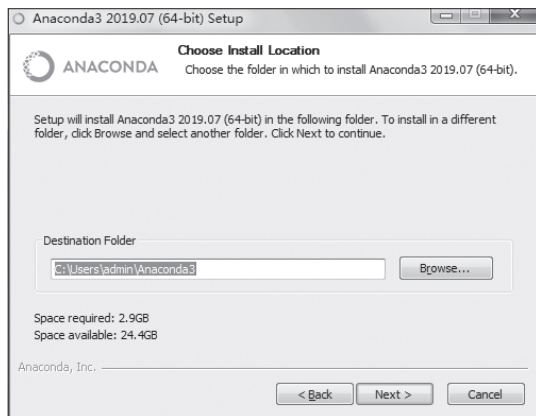 Anaconda3 2019.07 (64-bit) Setup
ANACONDA
Choose Install Location
Choose the folder in which to install Anaconda3 2019.07 (64-bit).
Setup will install Anaconda3 2019.07 (64-bit) in the following folder. To install in a different
folder, click Browse and select another folder. Click Next to continue.
Destination Folder
C:\Users\admin\Anaconda3
Browse...
Space required: 2.9GB
Space available: 24.4GB
Anaconda, Inc.
< Back
Next >
Cancel